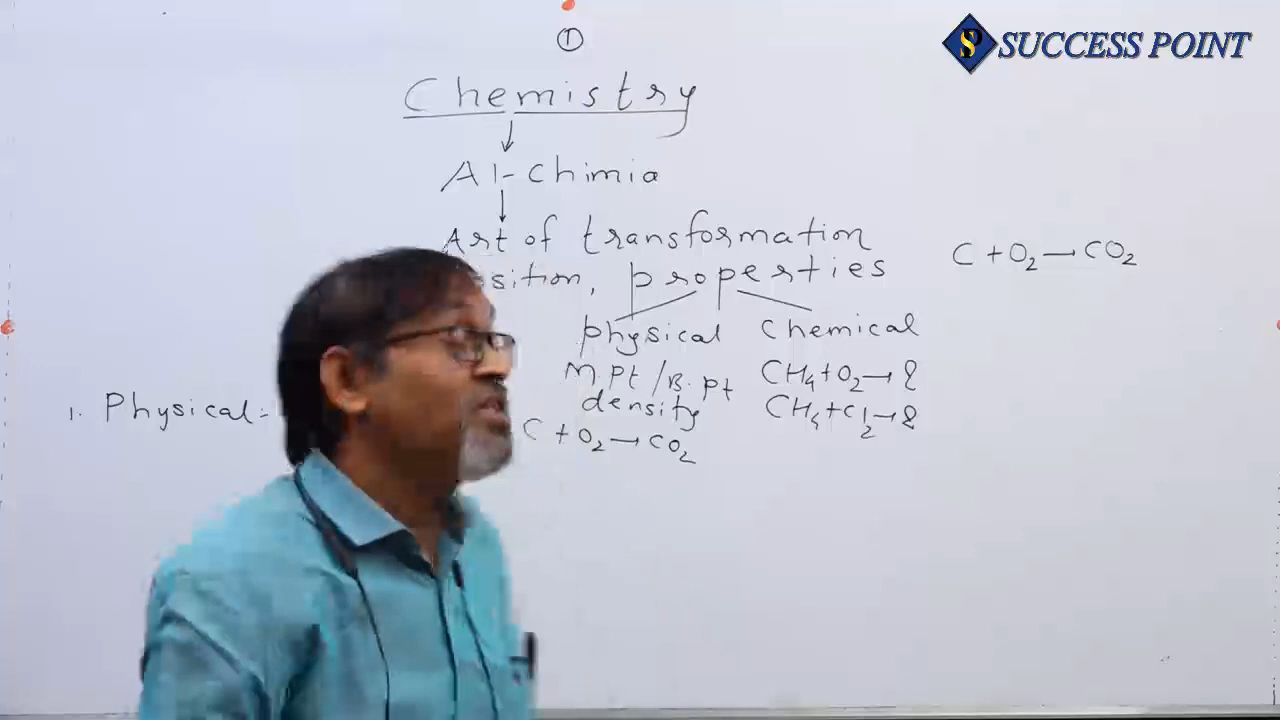 SUCCESS POINT
①
Chemistry
Al-chimia
Art of transformation
sition, properties
C + O₂ → CO₂
physical chemical
M.pt / B.pt
density
CH₄ + O₂ →
CH₄ + Cl₂ →
1. Physical:-
C + O₂ → CO₂